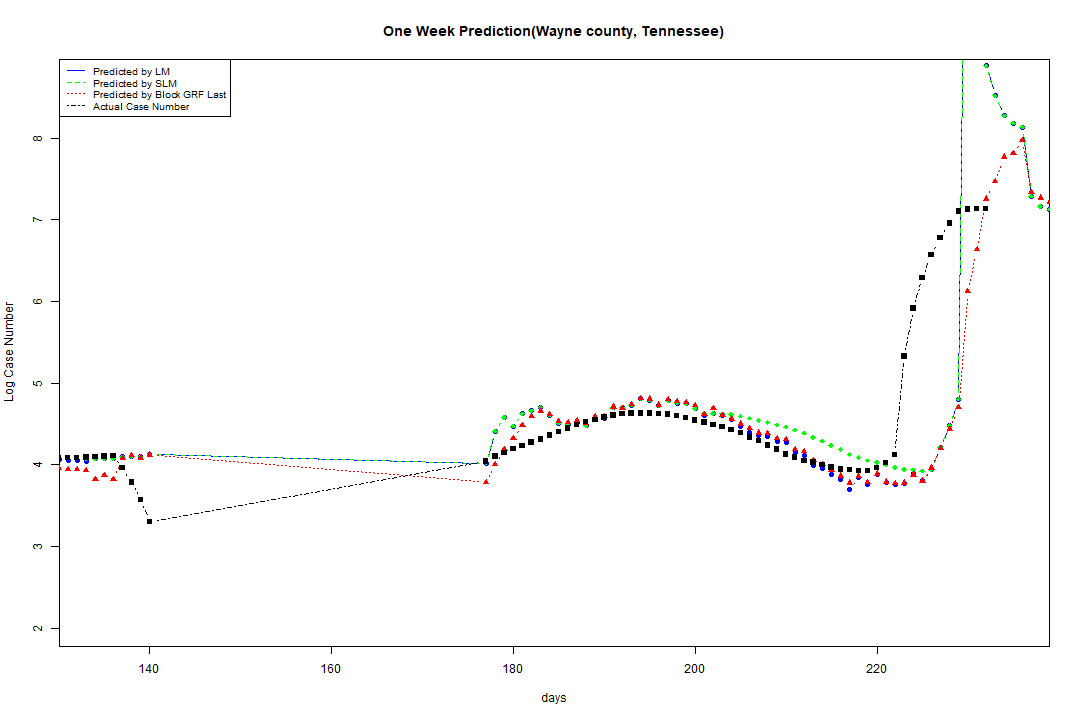 One Week Prediction(Wayne county, Tennessee)
Predicted by LM
Predicted by SLM
Predicted by Block GRF Last
Actual Case Number
8
7
6
5
4
3
2
Log Case Number
140 160 180 200 220
days